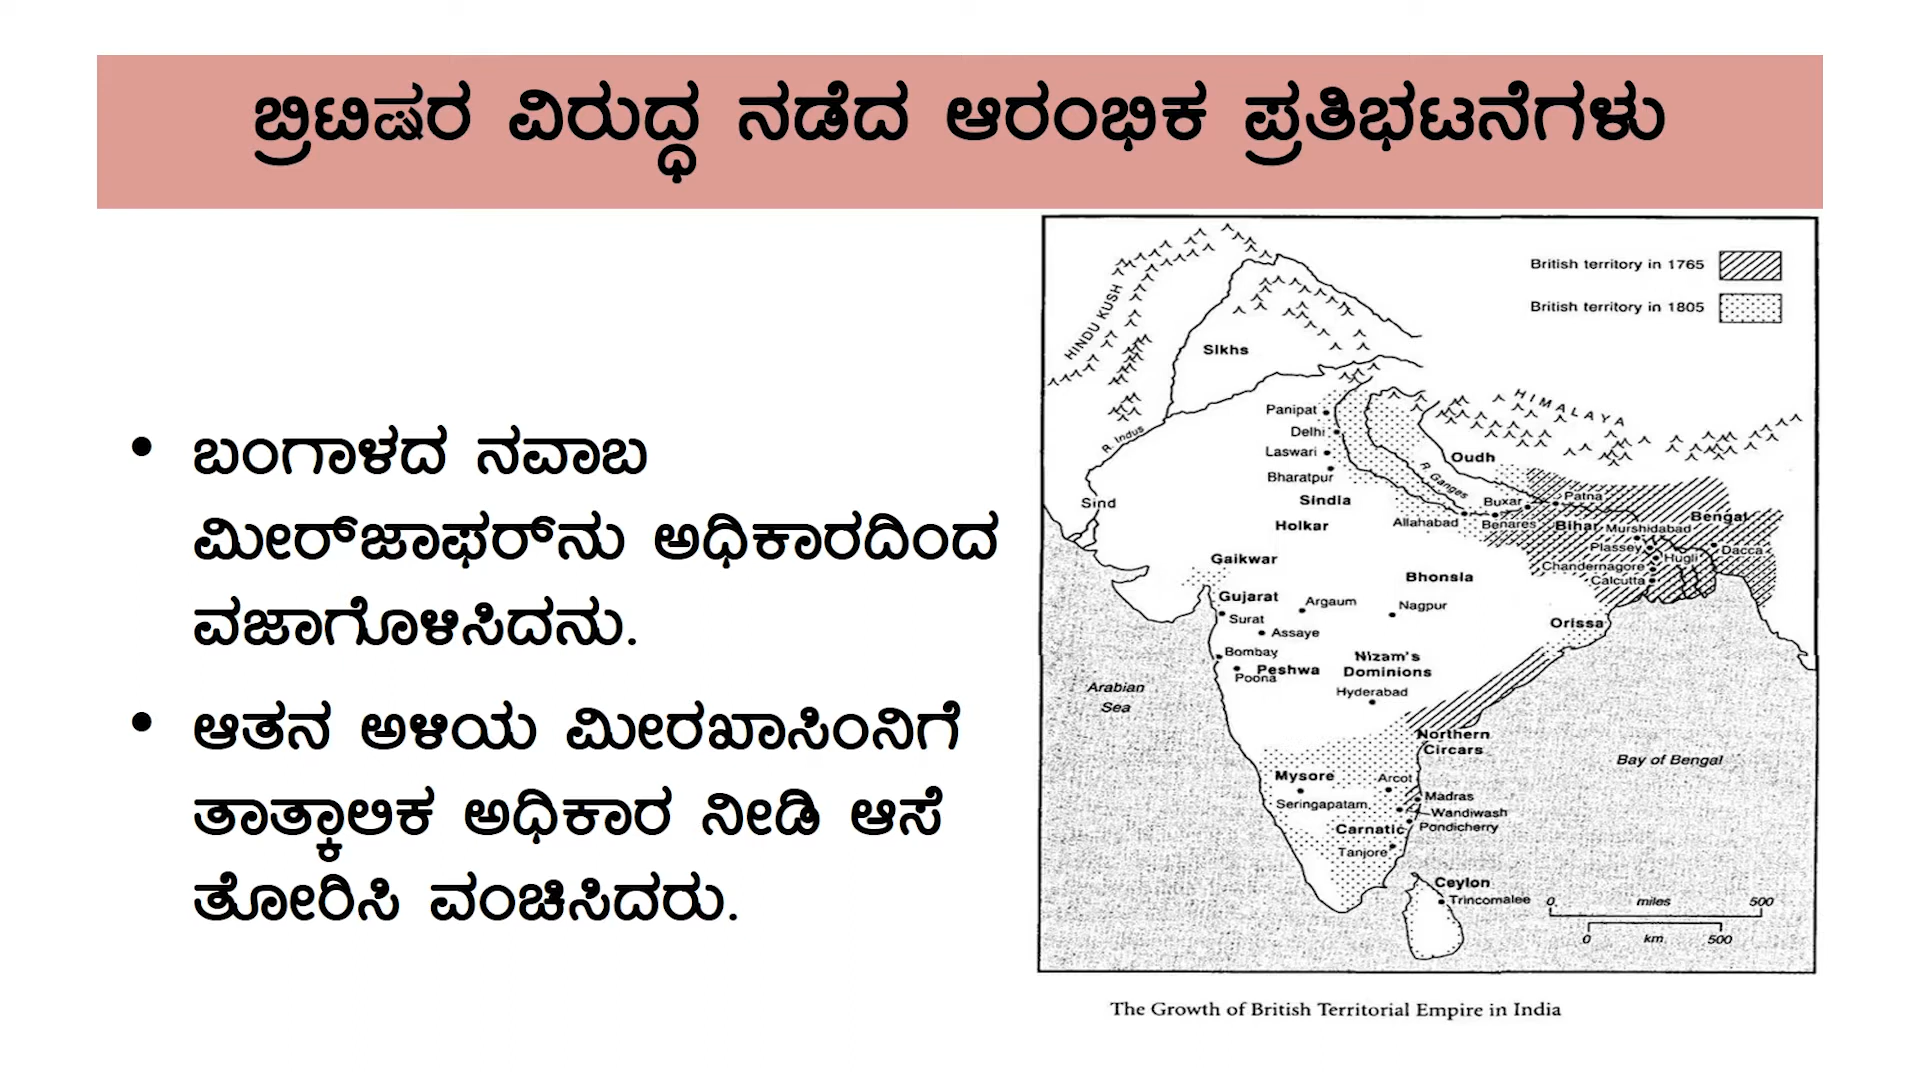 ಬ್ರಿಟಿಷರ ವಿರುದ್ಧ ನಡೆದ ಆರಂಭಿಕ ಪ್ರತಿಭಟನೆಗಳು
• ಬಂಗಾಳದ ನವಾಬ
ಮೀರ್‌ಜಾಫರ್‌ನು ಅಧಿಕಾರದಿಂದ
ವಜಾಗೊಳಿಸಿದನು.
• ಆತನ ಅಳಿಯ ಮೀರಖಾಸಿಂನಿಗೆ
ತಾತ್ಕಾಲಿಕ ಅಧಿಕಾರ ನೀಡಿ ಆಸೆ
ತೋರಿಸಿ ವಂಚಿಸಿದರು.
British territory in 1765
British territory in 1805
HINDU KUSH
Sikhs
HIMALAYA
R. Indus
Panipat
Delhi
Laswari
Bharatpur
Oudh
R. Ganges
Sind
Sindia
Holkar
Allahabad
Buxar
Benares
Patna
Bihar
Murshidabad
Bengal
Plassey
Hugli
Dacca
Chandernagore
Calcutta
Gaikwar
Gujarat
Surat
Argaum
Assaye
Bhonsla
Nagpur
Orissa
Bombay
Peshwa
Poona
Nizam's
Dominions
Hyderabad
Arabian
Sea
Northern
Circars
Bay of Bengal
Mysore
Seringapatam
Arcot
Madras
Wandiwash
Carnatic
Pondicherry
Tanjore
Ceylon
Trincomalee
0 miles 500
0 km 500
The Growth of British Territorial Empire in India